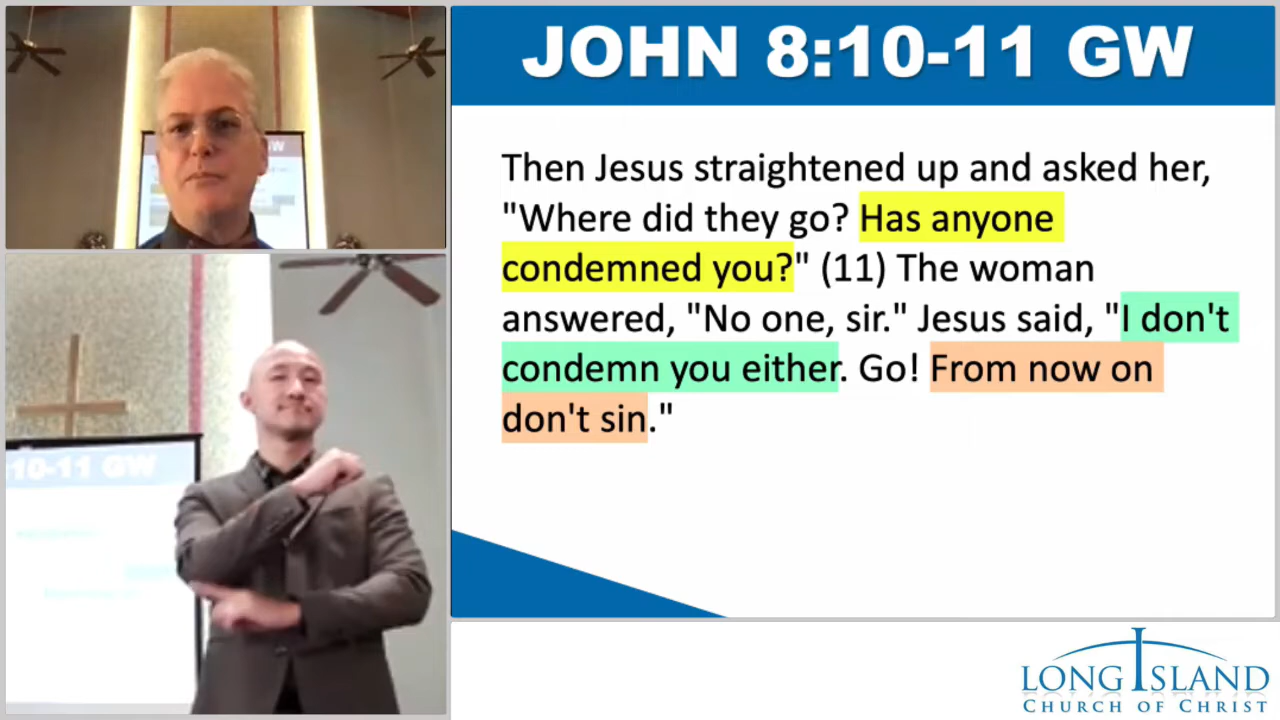 JOHN 8:10-11 GW
Then Jesus straightened up and asked her,
"Where did they go? Has anyone
condemned you?" (11) The woman
answered, "No one, sir." Jesus said, "I don't
condemn you either. Go! From now on
don't sin."
GW
:10-11 GW
LONG ISLAND
CHURCH OF CHRIST